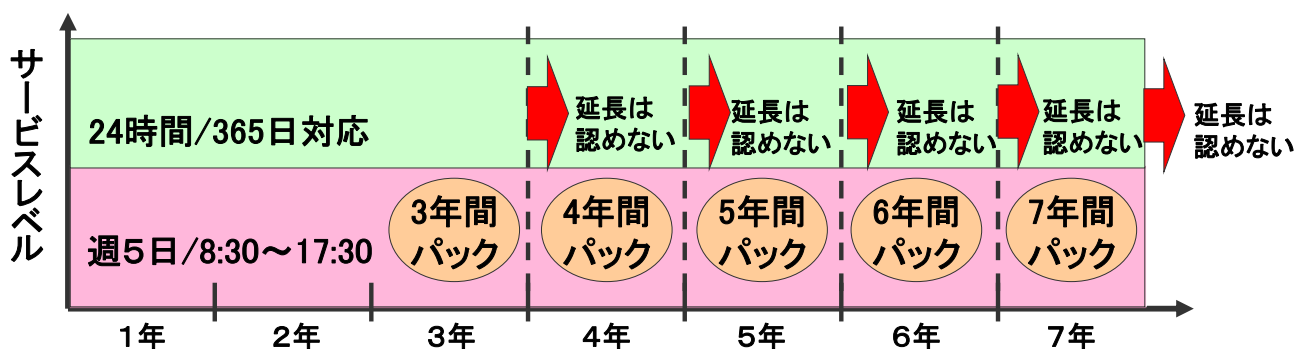 サービスレベル
24時間/365日対応
延長は
認めない
延長は
認めない
延長は
認めない
延長は
認めない
延長は
認めない
週5日/8:30～17:30
3年間
パック
4年間
パック
5年間
パック
6年間
パック
7年間
パック
1年
2年
3年
4年
5年
6年
7年